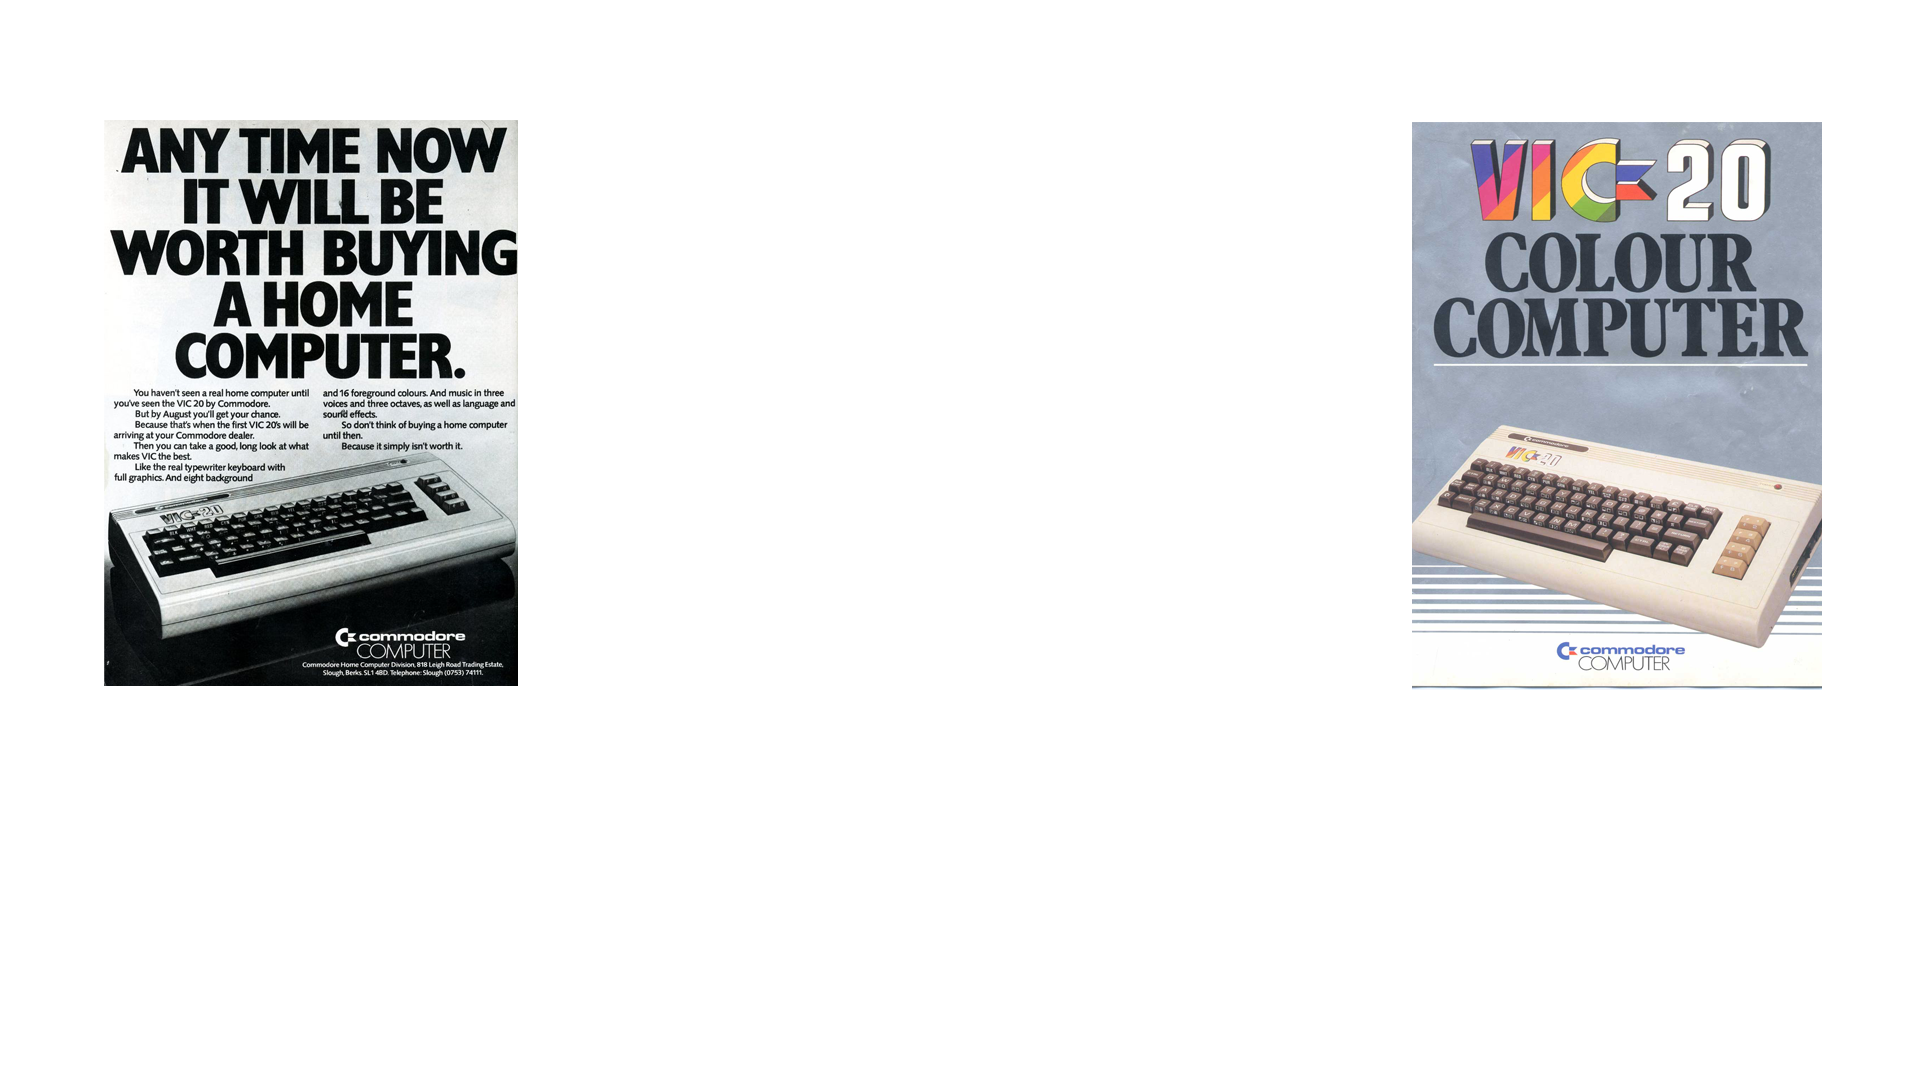 ANY TIME NOW
IT WILL BE
WORTH BUYING
A HOME
COMPUTER.
You haven't seen a real home computer until
you've seen the VIC 20 by Commodore.
But by August you'll get your chance.
Because that's when the first VIC 20's will be
arriving at your Commodore dealer.
Then you can take a good, long look at what
makes VIC the best.
Like the real typewriter keyboard with
full graphics. And eight background
and 16 foreground colours. And music in three
voices and three octaves, as well as language and
sound effects.
So don't think of buying a home computer
until then.
Because it simply isn't worth it.
VIC-20
commodore
COMPUTER
Commodore Home Computer Division, 818 Leigh Road Trading Estate,
Slough, Berks. SL1 4BD. Telephone: Slough (0753) 74111.
VIC 20
COLOUR
COMPUTER
commodore
VIC 20
commodore
COMPUTER